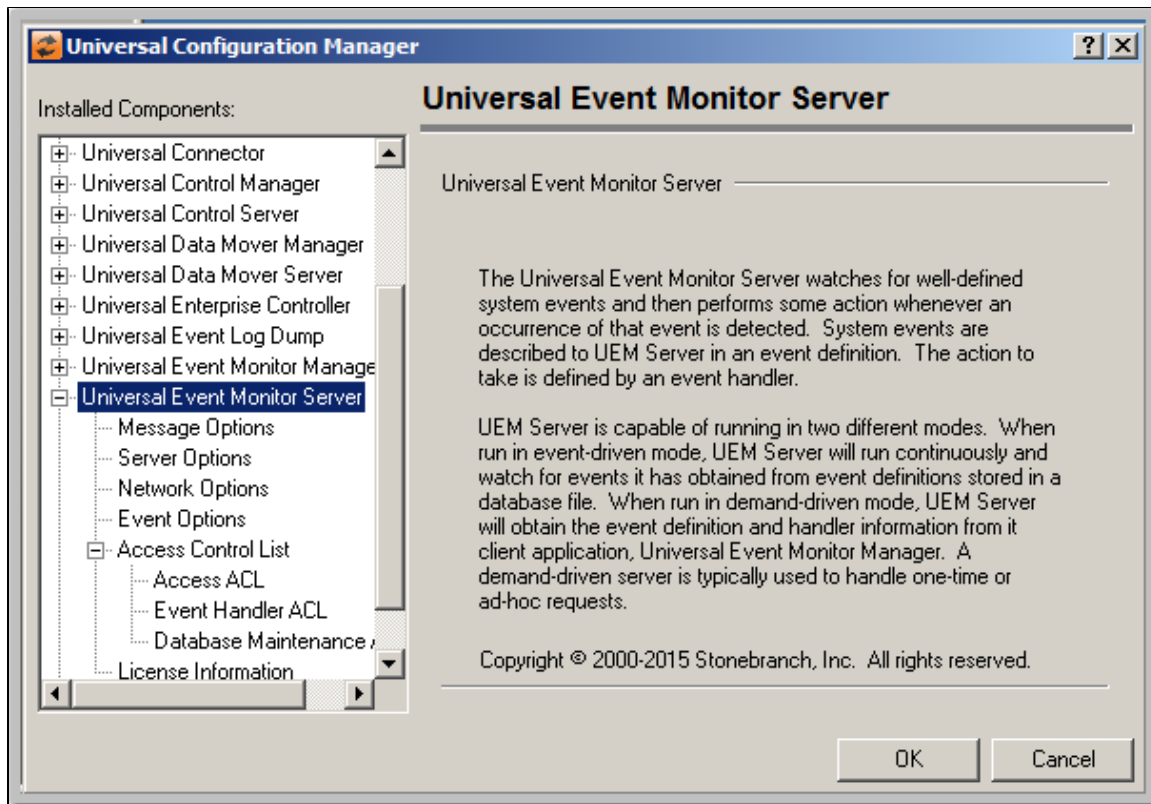 Universal Configuration Manager
Installed Components:
Universal Connector
Universal Control Manager
Universal Control Server
Universal Data Mover Manager
Universal Data Mover Server
Universal Enterprise Controller
Universal Event Log Dump
Universal Event Monitor Manage
Universal Event Monitor Server
Message Options
Server Options
Network Options
Event Options
Access Control List
Access ACL
Event Handler ACL
Database Maintenance
License Information
Universal Event Monitor Server
Universal Event Monitor Server
The Universal Event Monitor Server watches for well-defined
system events and then performs some action whenever an
occurrence of that event is detected. System events are
described to UEM Server in an event definition. The action to
take is defined by an event handler.
UEM Server is capable of running in two different modes. When
run in event-driven mode, UEM Server will run continuously and
watch for events it has obtained from event definitions stored in a
database file. When run in demand-driven mode, UEM Server
will obtain the event definition and handler information from it
client application, Universal Event Monitor Manager. A
demand-driven server is typically used to handle one-time or
ad-hoc requests.
Copyright © 2000-2015 Stonebranch, Inc. All rights reserved.
OK
Cancel